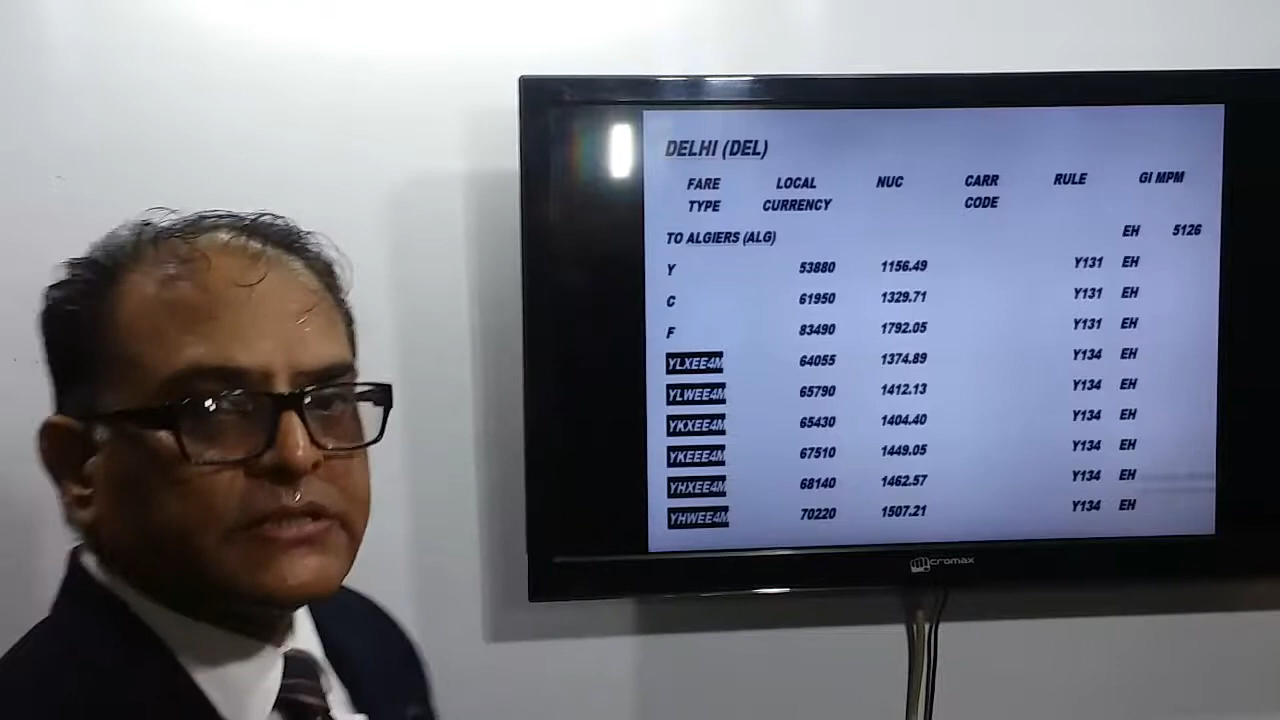 DELHI (DEL)
FARE TYPE LOCAL CURRENCY NUC CARR CODE RULE GI MPM
TO ALGIERS (ALG) EH 5126
Y 53880 1156.49 Y131 EH
C 61950 1329.71 Y131 EH
F 83490 1792.05 Y131 EH
YLXEE4M 64055 1374.89 Y134 EH
YLWEE4M 65790 1412.13 Y134 EH
YKXEE4M 65430 1404.40 Y134 EH
YKEEE4M 67510 1449.05 Y134 EH
YHXEE4M 68140 1462.57 Y134 EH
YHWEE4M 70220 1507.21 Y134 EH
micromax